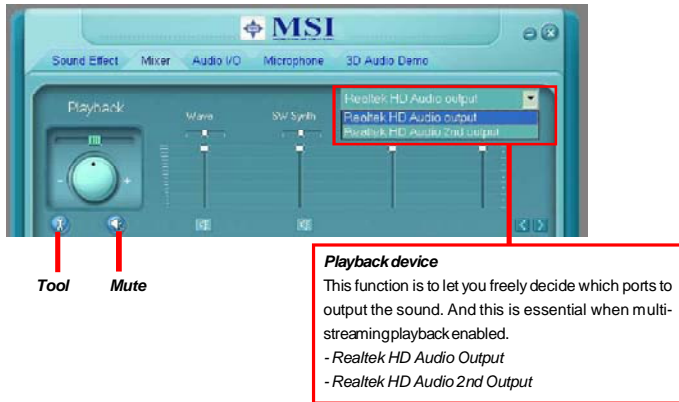 MSI
Sound Effect Mixer Audio I/O Microphone 3D Audio Demo
Playback
Wave
SW Synth
Realtek HD Audio output
Realtek HD Audio output
Realtek HD Audio 2nd output
- +
Tool
Mute
Playback device
This function is to let you freely decide which ports to
output the sound. And this is essential when multi-
streaming playback enabled.
- Realtek HD Audio Output
- Realtek HD Audio 2nd Output